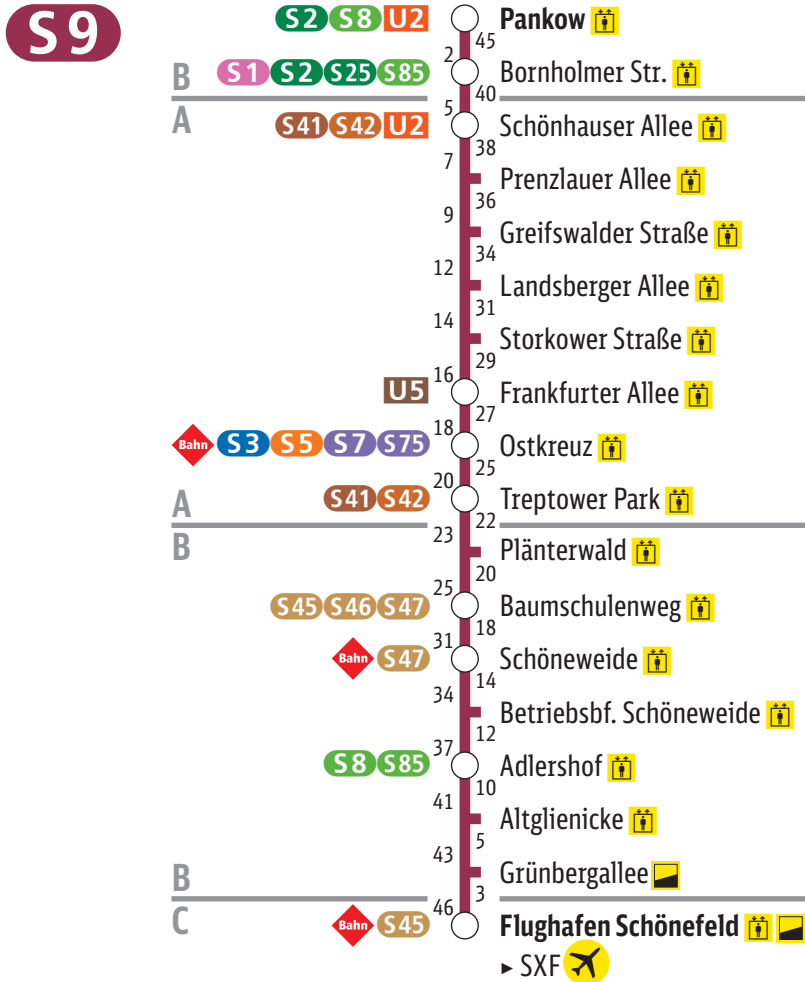 S9
S2 S8 U2 Pankow
2 45
B S1 S2 S25 S85 Bornholmer Str.
5 40
A S41 S42 U2 Schönhauser Allee
7 38
Prenzlauer Allee
9 36
Greifswalder Straße
12 34
Landsberger Allee
14 31
Storkower Straße
16 29
U5 Frankfurter Allee
18 27
Bahn S3 S5 S7 S75 Ostkreuz
20 25
A S41 S42 Treptower Park
23 22
B Plänterwald
25 20
S45 S46 S47 Baumschulenweg
31 18
Bahn S47 Schöneweide
34 14
Betriebsbf. Schöneweide
37 12
S8 S85 Adlershof
41 10
Altglienicke
43 5
B Grünbergallee
46 3
C Bahn S45 Flughafen Schönefeld
▸ SXF